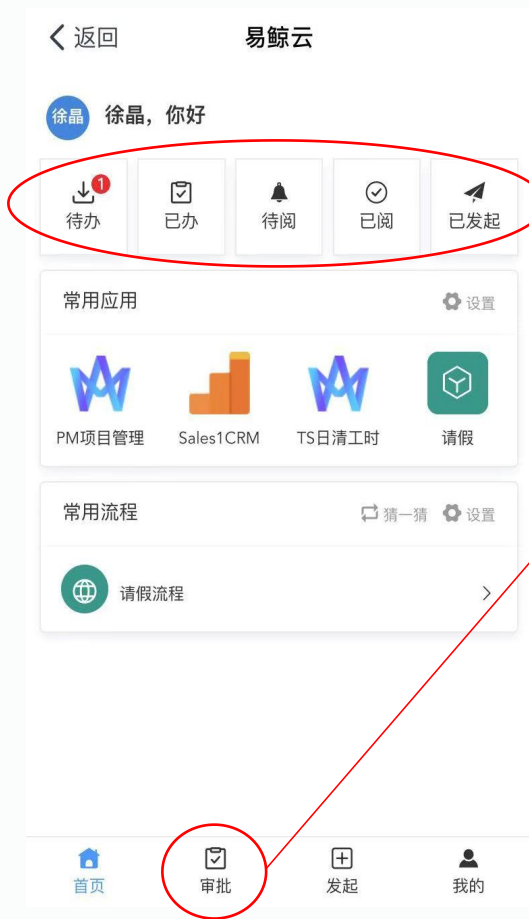 返回
易鲸云
徐晶
徐晶，你好
1
待办
已办
待阅
已阅
已发起
常用应用
设置
PM项目管理
Sales1CRM
TS日清工时
请假
常用流程
猜一猜
设置
请假流程
首页
审批
发起
我的